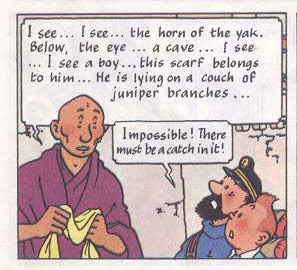 I see... I see... the horn of the yak.
Below, the eye ... a cave... I see
... I see a boy...this scarf belongs
to him... He is lying on a couch of
juniper branches ...
Impossible! There
must be a catch in it!